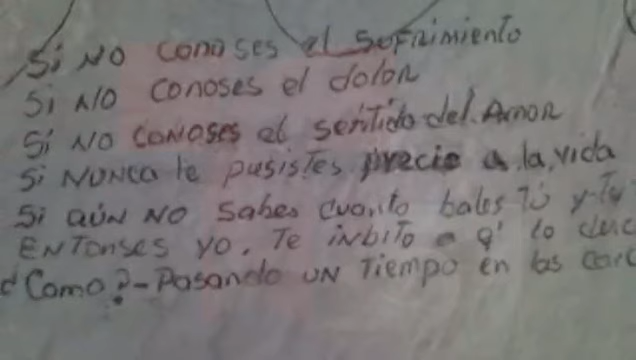 Si NO conoses el sufrimiento
Si NO conoses el dolor
Si NO conoses el sentido del Amor
Si NUNCA le pusistes precio a la vida
Si aún NO sabes cuanto bales Tú y Tu
ENTonses yo. Te inbito a q' lo
¿Como?-Pasando UN Tiempo en las